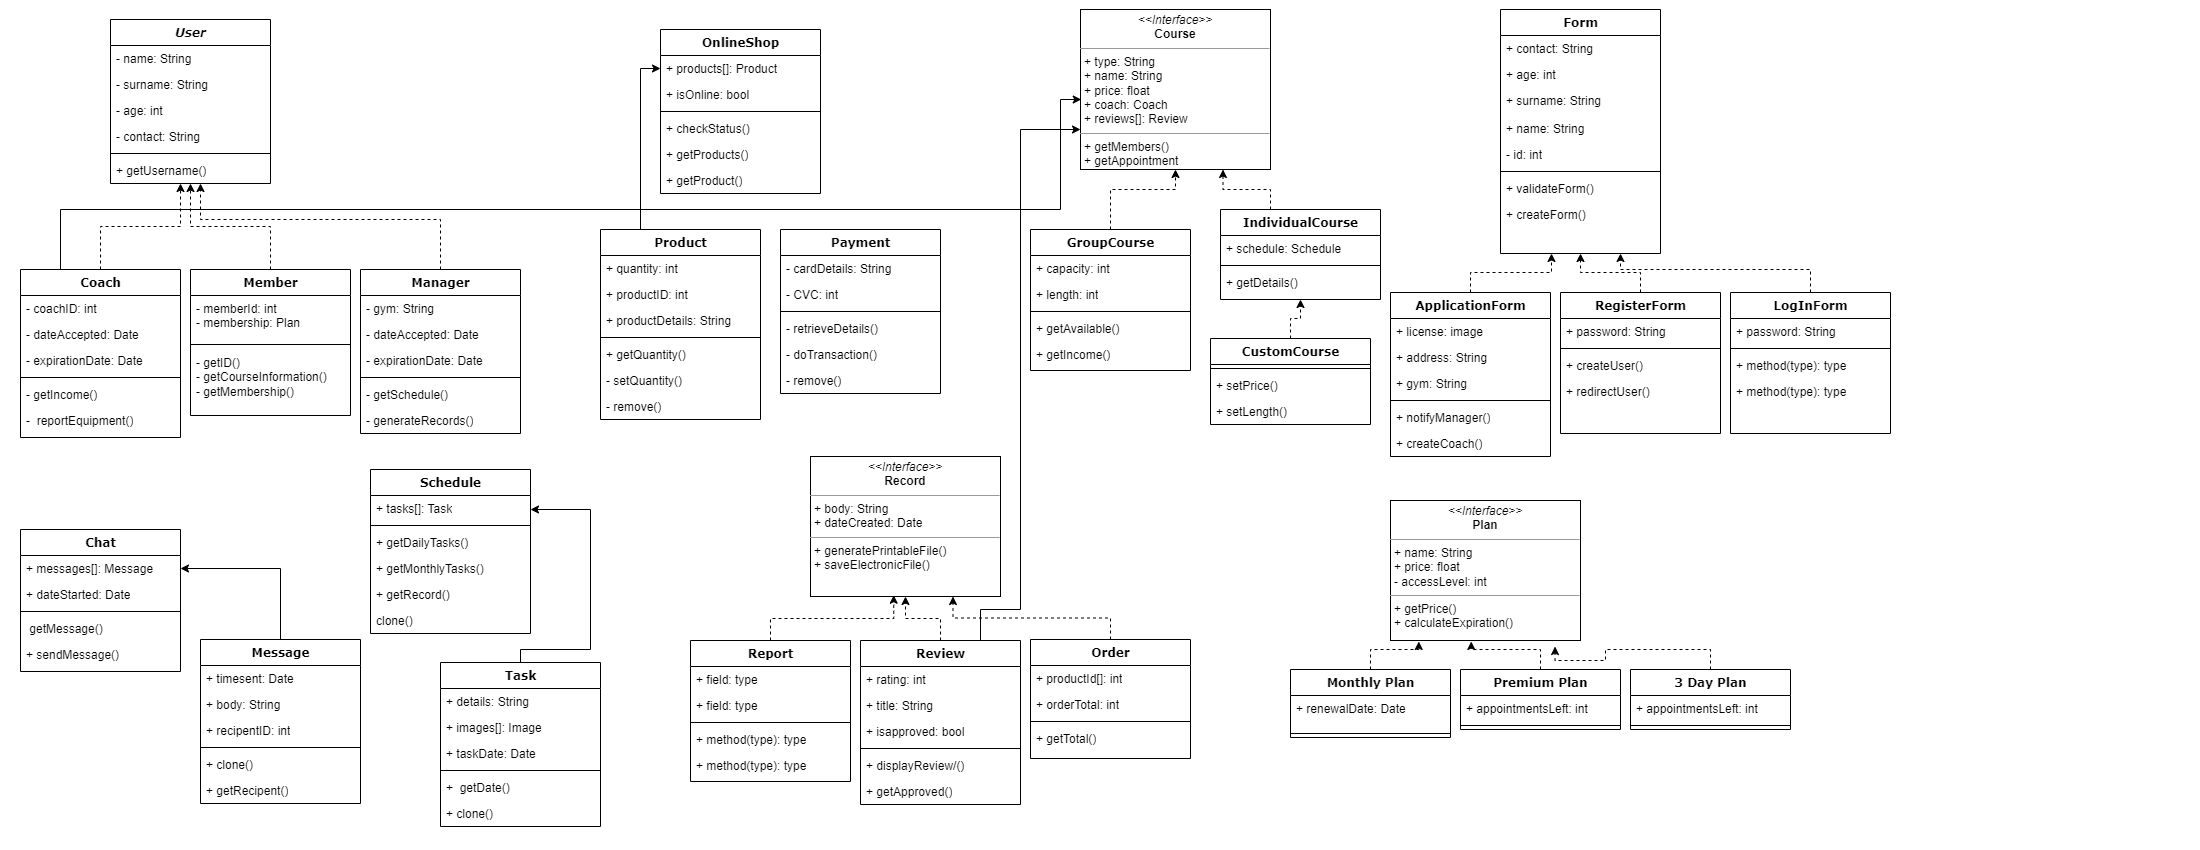 User
- name: String
- surname: String
- age: int
- contact: String
+ getUsername()
OnlineShop
+ products[]: Product
+ isOnline: bool
+ checkStatus()
+ getProducts()
+ getProduct()
<<Interface>>
Course
+ type: String
+ name: String
+ price: float
+ coach: Coach
+ reviews[]: Review
+ getMembers()
+ getAppointment
Form
+ contact: String
+ age: int
+ surname: String
+ name: String
- id: int
+ validateForm()
+ createForm()
Coach
- coachID: int
- dateAccepted: Date
- expirationDate: Date
- getIncome()
-  reportEquipment()
Member
- memberId: int
- membership: Plan
- getID()
- getCourseInformation()
- getMembership()
Manager
- gym: String
- dateAccepted: Date
- expirationDate: Date
- getSchedule()
- generateRecords()
Product
+ quantity: int
+ productID: int
+ productDetails: String
+ getQuantity()
- setQuantity()
- remove()
Payment
- cardDetails: String
- CVC: int
- retrieveDetails()
- doTransaction()
- remove()
GroupCourse
+ capacity: int
+ length: int
+ getAvailable()
+ getIncome()
IndividualCourse
+ schedule: Schedule
+ getDetails()
CustomCourse
+ setPrice()
+ setLength()
ApplicationForm
+ license: image
+ address: String
+ gym: String
+ notifyManager()
+ createCoach()
RegisterForm
+ password: String
+ createUser()
+ redirectUser()
LogInForm
+ password: String
+ method(type): type
+ method(type): type
Chat
+ messages[]: Message
+ dateStarted: Date
getMessage()
+ sendMessage()
Message
+ timesent: Date
+ body: String
+ recipentID: int
+ clone()
+ getRecipent()
Schedule
+ tasks[]: Task
+ getDailyTasks()
+ getMonthlyTasks()
+ getRecord()
clone()
Task
+ details: String
+ images[]: Image
+ taskDate: Date
+  getDate()
+ clone()
<<Interface>>
Record
+ body: String
+ dateCreated: Date
+ generatePrintableFile()
+ saveElectronicFile()
Report
+ field: type
+ field: type
+ method(type): type
+ method(type): type
Review
+ rating: int
+ title: String
+ isapproved: bool
+ displayReview/()
+ getApproved()
Order
+ productId[]: int
+ orderTotal: int
+ getTotal()
<<Interface>>
Plan
+ name: String
+ price: float
- accessLevel: int
+ getPrice()
+ calculateExpiration()
Monthly Plan
+ renewalDate: Date
Premium Plan
+ appointmentsLeft: int
3 Day Plan
+ appointmentsLeft: int